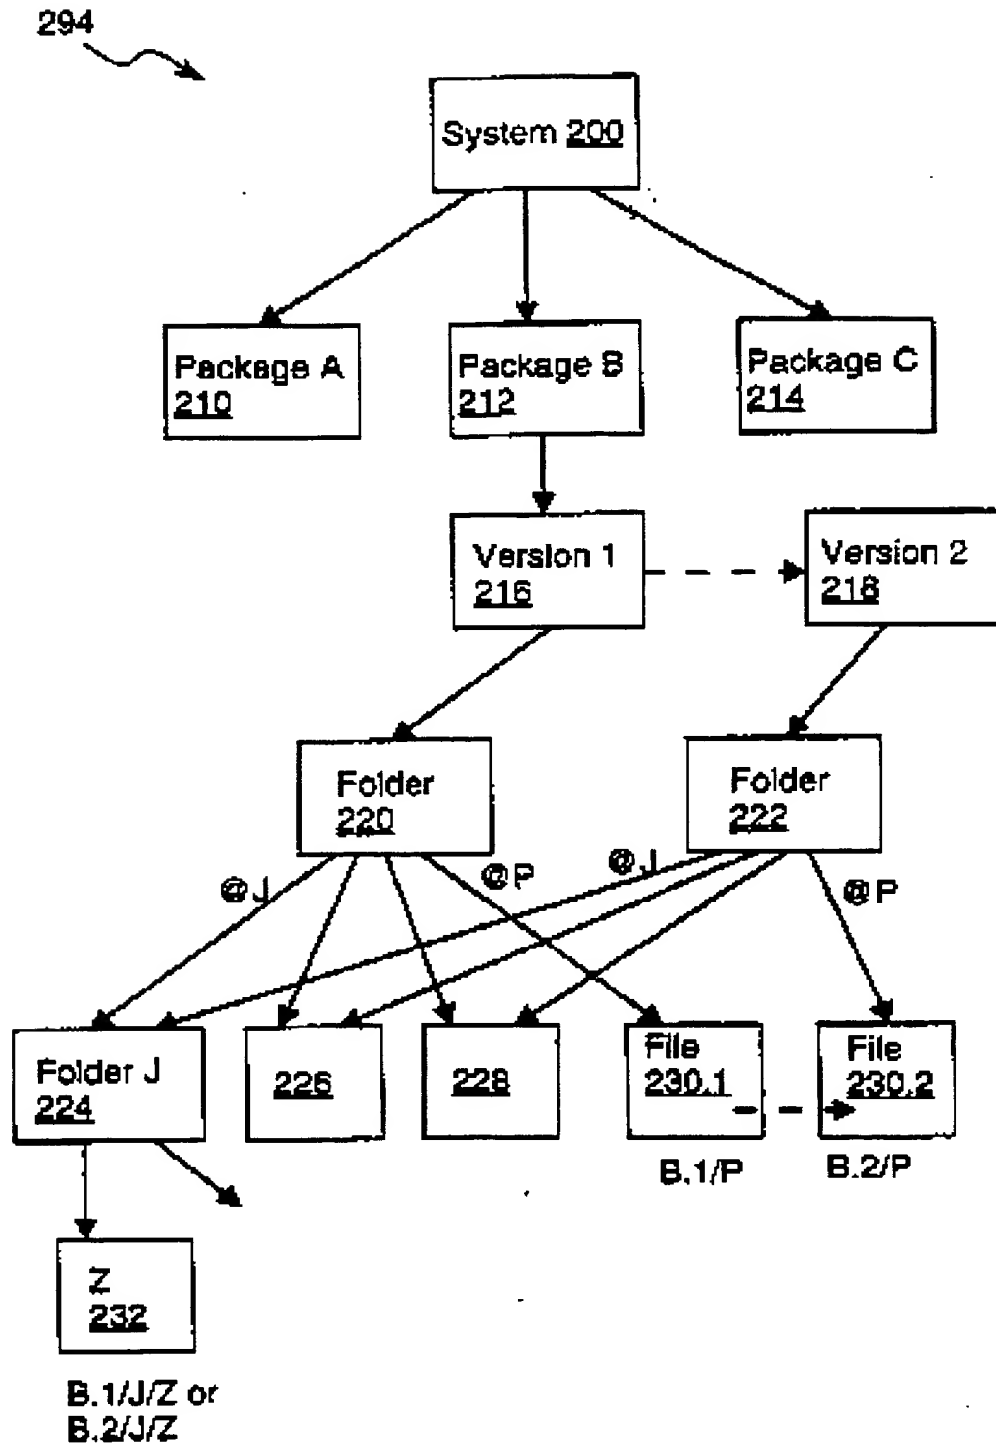 294
System 200
Package A
210
Package B
212
Package C
214
Version 1
216
Version 2
218
Folder
220
Folder
222
@J
@P
@J
@P
Folder J
224
226
228
File
230.1
File
230.2
B.1/P
B.2/P
Z
232
B.1/J/Z or
B.2/J/Z